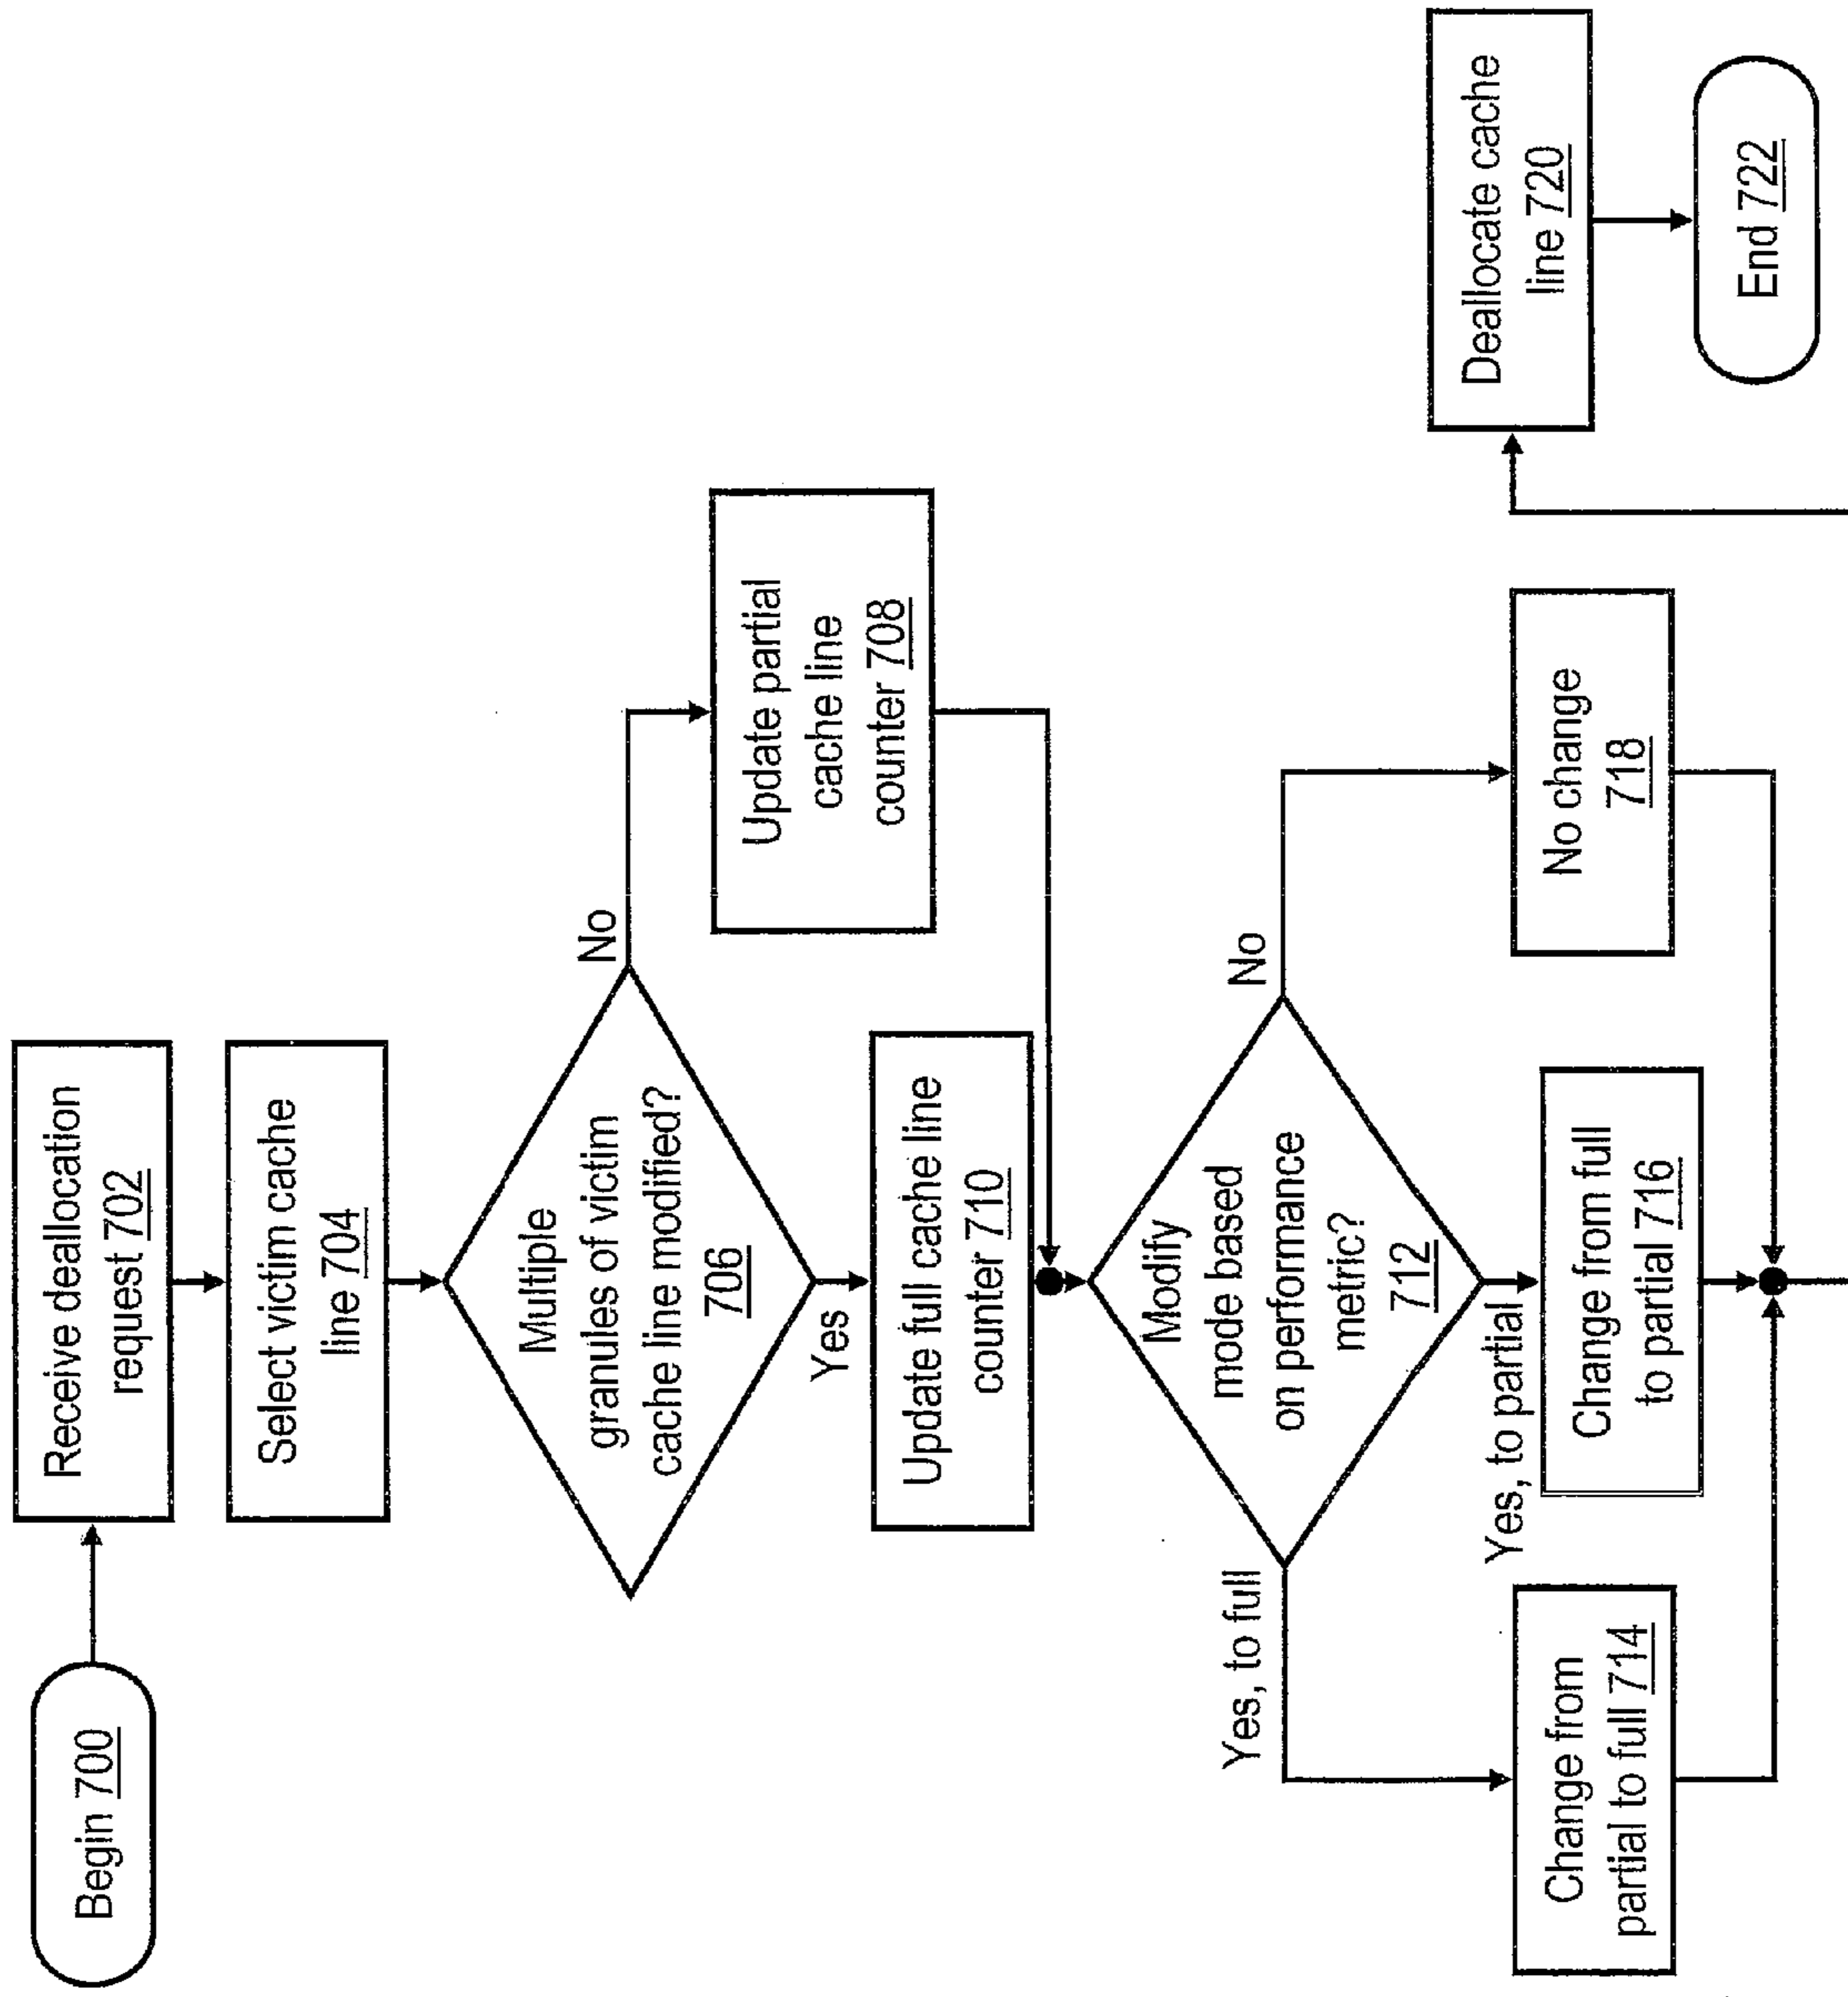 Begin 700
Receive deallocation
request 702
Select victim cache
line 704
Multiple
granules of victim
cache line modified?
706
No
Yes
Update partial
cache line
counter 708
Update full cache line
counter 710
Modify
mode based
on performance
metric?
712
Yes, to full
Yes, to partial
No
Change from
partial to full 714
Change from full
to partial 716
No change
718
Deallocate cache
line 720
End 722